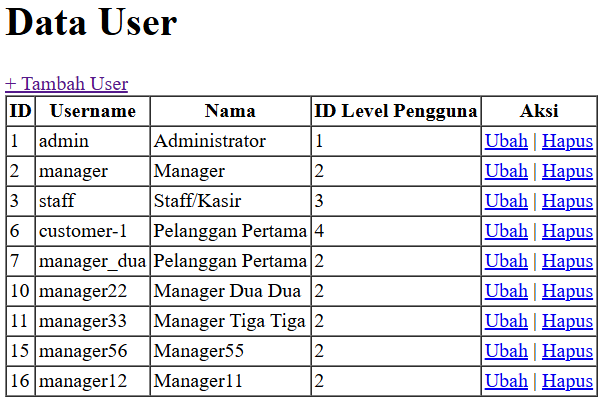 Data User
+ Tambah User
ID Username Nama ID Level Pengguna Aksi
1 admin Administrator 1 Ubah | Hapus
2 manager Manager 2 Ubah | Hapus
3 staff Staff/Kasir 3 Ubah | Hapus
6 customer-1 Pelanggan Pertama 4 Ubah | Hapus
7 manager_dua Pelanggan Pertama 2 Ubah | Hapus
10 manager22 Manager Dua Dua 2 Ubah | Hapus
11 manager33 Manager Tiga Tiga 2 Ubah | Hapus
15 manager56 Manager55 2 Ubah | Hapus
16 manager12 Manager11 2 Ubah | Hapus